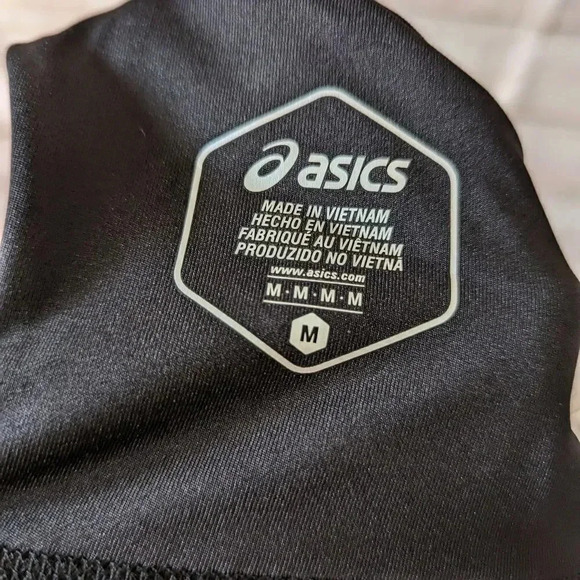 asics
MADE IN VIETNAM
HECHO EN VIETNAM
FABRIQUÉ AU VIÊTNAM
PRODUZIDO NO VIETNÃ
www.asics.com
M·M·M·M
M